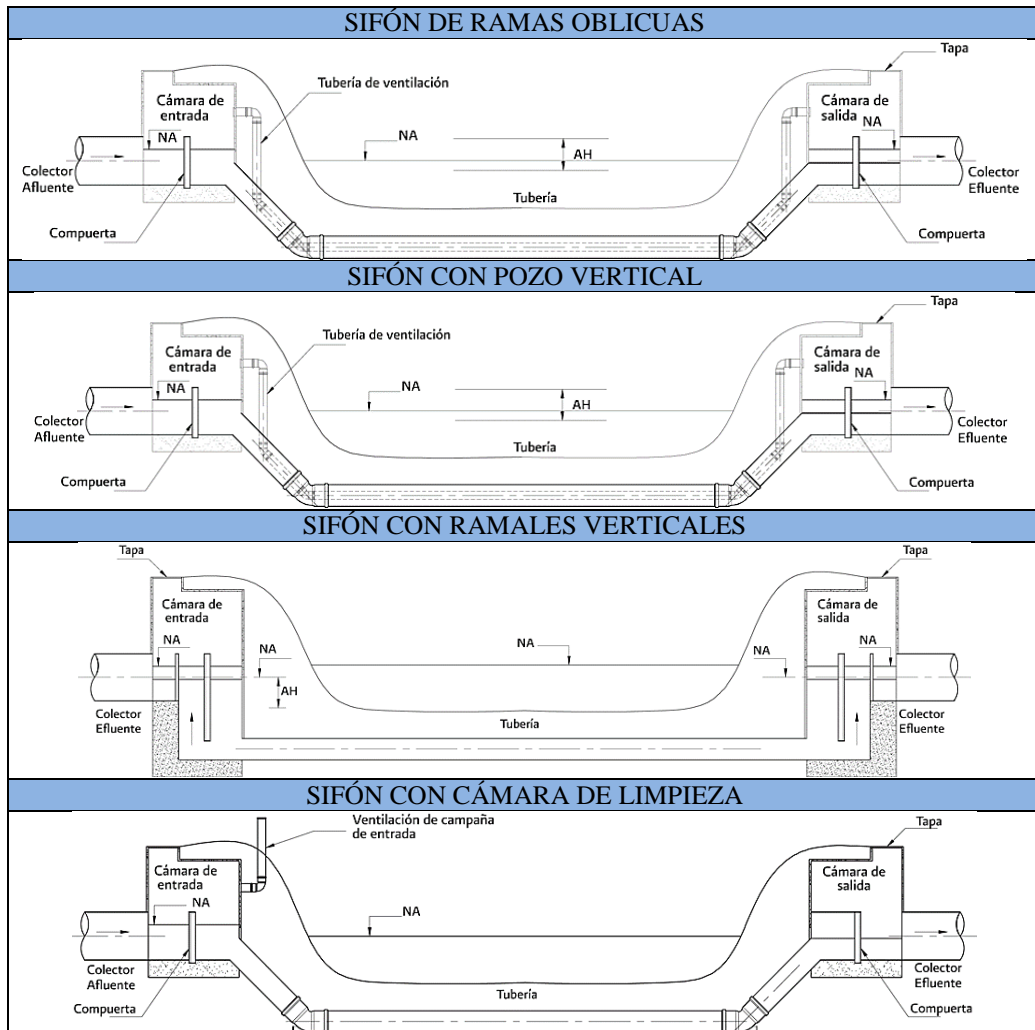 SIFÓN DE RAMAS OBLICUAS
Tapa
Tubería de ventilación
Cámara de
entrada
NA
NA
AH
Cámara de
salida
NA
Colector
Afluente
Colector
Efluente
Tubería
Compuerta
Compuerta
SIFÓN CON POZO VERTICAL
Tapa
Tubería de ventilación
Cámara de
entrada
NA
NA
AH
Cámara de
salida
NA
Colector
Afluente
Colector
Efluente
Tubería
Compuerta
Compuerta
SIFÓN CON RAMALES VERTICALES
Tapa
Tapa
Cámara de
entrada
Cámara de
salida
NA
NA
NA
NA
NA
AH
Colector
Efluente
Tubería
Colector
Efluente
SIFÓN CON CÁMARA DE LIMPIEZA
Ventilación de campaña
de entrada
Tapa
Cámara de
entrada
Cámara de
salida
NA
NA
Colector
Afluente
Colector
Efluente
Tubería
Compuerta
Compuerta